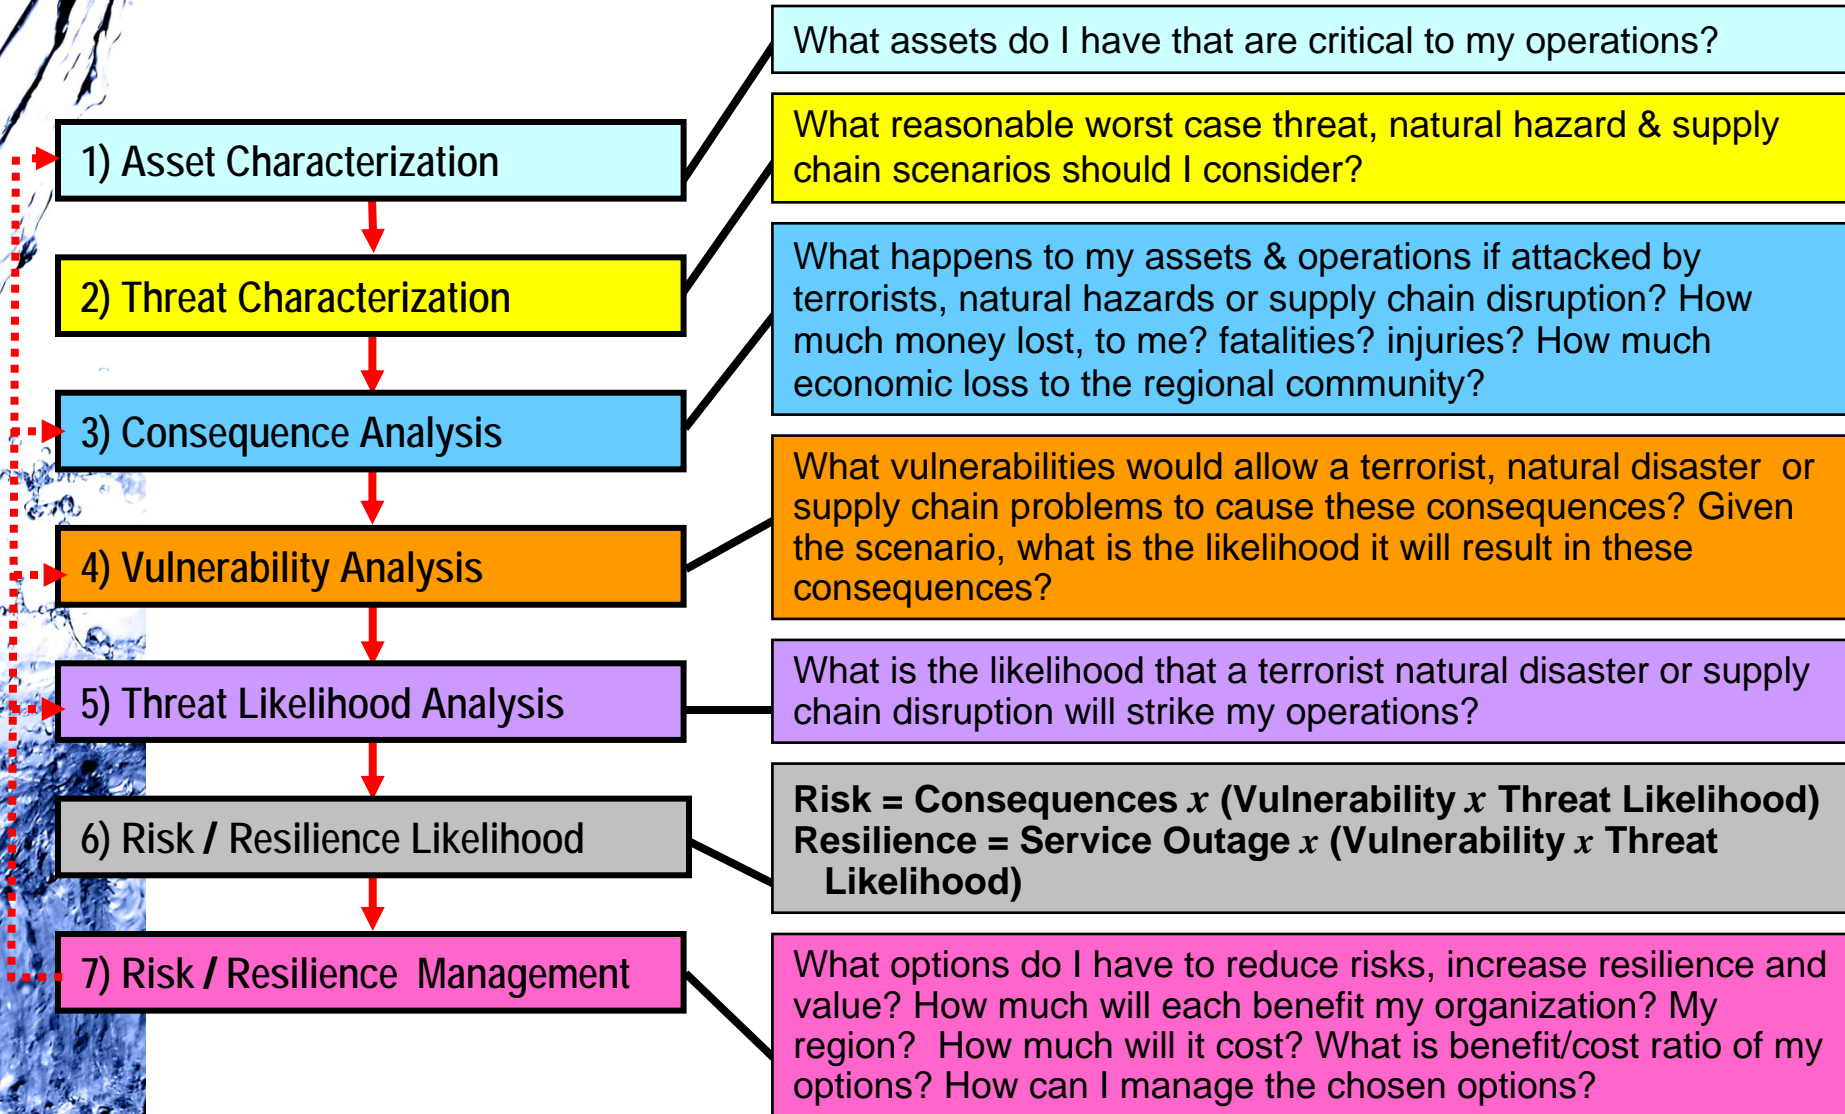 1) Asset Characterization
What assets do I have that are critical to my operations?
2) Threat Characterization
What reasonable worst case threat, natural hazard & supply
chain scenarios should I consider?
3) Consequence Analysis
What happens to my assets & operations if attacked by
terrorists, natural hazards or supply chain disruption? How
much money lost, to me? fatalities? injuries? How much
economic loss to the regional community?
4) Vulnerability Analysis
What vulnerabilities would allow a terrorist, natural disaster or
supply chain problems to cause these consequences? Given
the scenario, what is the likelihood it will result in these
consequences?
5) Threat Likelihood Analysis
What is the likelihood that a terrorist natural disaster or supply
chain disruption will strike my operations?
6) Risk / Resilience Likelihood
Risk = Consequences x (Vulnerability x Threat Likelihood)
Resilience = Service Outage x (Vulnerability x Threat
Likelihood)
7) Risk / Resilience Management
What options do I have to reduce risks, increase resilience and
value? How much will each benefit my organization? My
region? How much will it cost? What is benefit/cost ratio of my
options? How can I manage the chosen options?